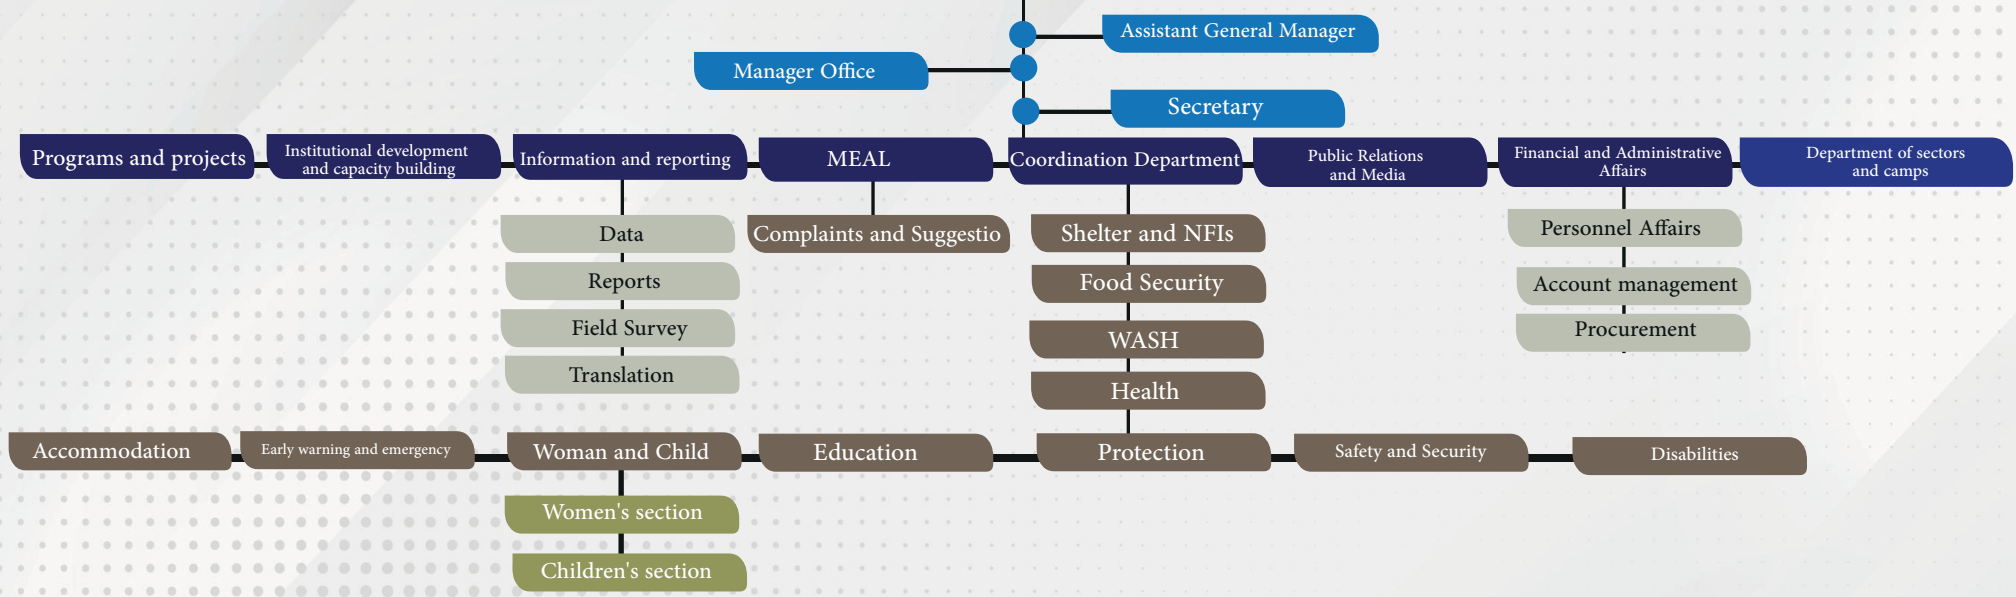 Assistant General Manager
Manager Office
Secretary
Programs and projects
Institutional development
and capacity building
Information and reporting
MEAL
Coordination Department
Public Relations
and Media
Financial and Administrative
Affairs
Department of sectors
and camps
Data
Reports
Field Survey
Translation
Complaints and Suggestio
Shelter and NFIs
Food Security
WASH
Health
Personnel Affairs
Account management
Procurement
Accommodation
Early warning and emergency
Woman and Child
Education
Protection
Safety and Security
Disabilities
Women's section
Children's section